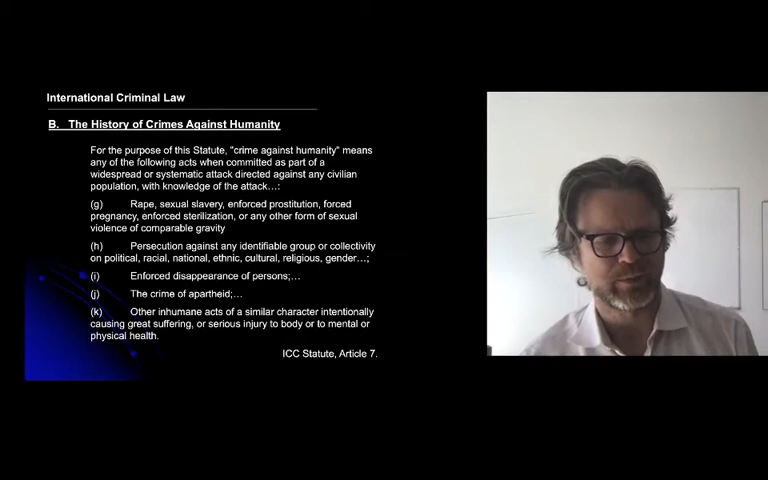 International Criminal Law
B. The History of Crimes Against Humanity
For the purpose of this Statute, "crime against humanity" means
any of the following acts when committed as part of a
widespread or systematic attack directed against any civilian
population, with knowledge of the attack…:
(g) Rape, sexual slavery, enforced prostitution, forced
pregnancy, enforced sterilization, or any other form of sexual
violence of comparable gravity
(h) Persecution against any identifiable group or collectivity
on political, racial, national, ethnic, cultural, religious, gender…;
(i) Enforced disappearance of persons;…
(j) The crime of apartheid;…
(k) Other inhumane acts of a similar character intentionally
causing great suffering, or serious injury to body or to mental or
physical health.
ICC Statute, Article 7.